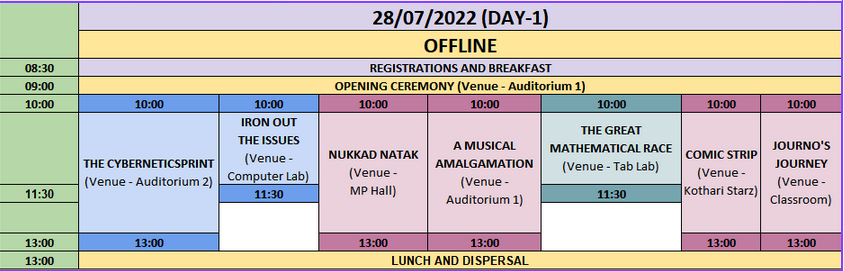 28/07/2022 (DAY-1)
OFFLINE
08:30 REGISTRATIONS AND BREAKFAST
09:00 OPENING CEREMONY (Venue - Auditorium 1)
10:00 10:00 10:00 10:00 10:00 10:00 10:00 10:00
THE CYBERNETICSPRINT
(Venue - Auditorium 2)
IRON OUT
THE ISSUES
(Venue -
Computer Lab)
11:30
NUKKAD NATAK
(Venue -
MP Hall)
A MUSICAL
AMALGAMATION
(Venue -
Auditorium 1)
THE GREAT
MATHEMATICAL RACE
(Venue - Tab Lab)
11:30
COMIC STRIP
(Venue -
Kothari Starz)
JOURNO'S
JOURNEY
(Venue -
Classroom)
11:30
13:00 13:00 13:00 13:00 13:00 13:00
13:00 LUNCH AND DISPERSAL